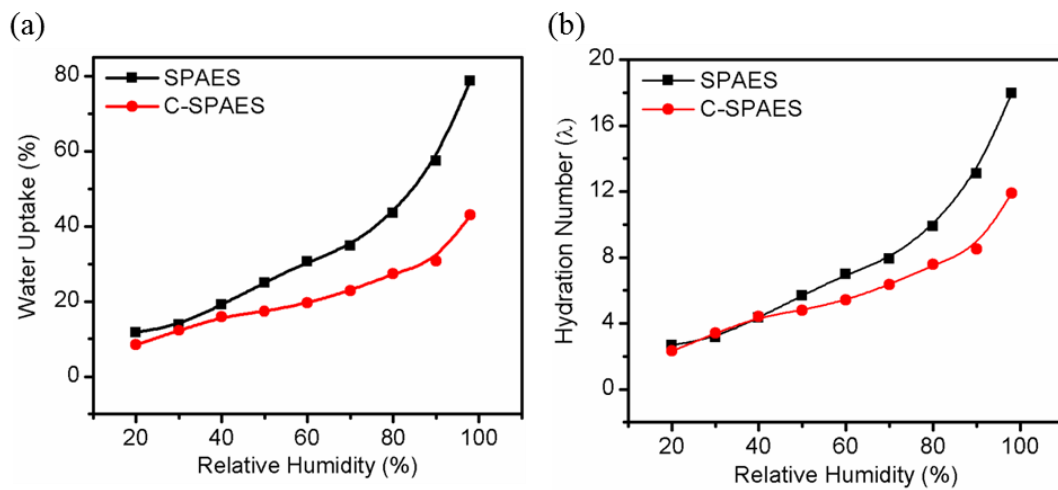 (a)
SPAES
C-SPAES
Water Uptake (%)
80
60
40
20
0
20 40 60 80 100
Relative Humidity (%)
(b)
SPAES
C-SPAES
Hydration Number (λ)
20
16
12
8
4
0
20 40 60 80 100
Relative Humidity (%)